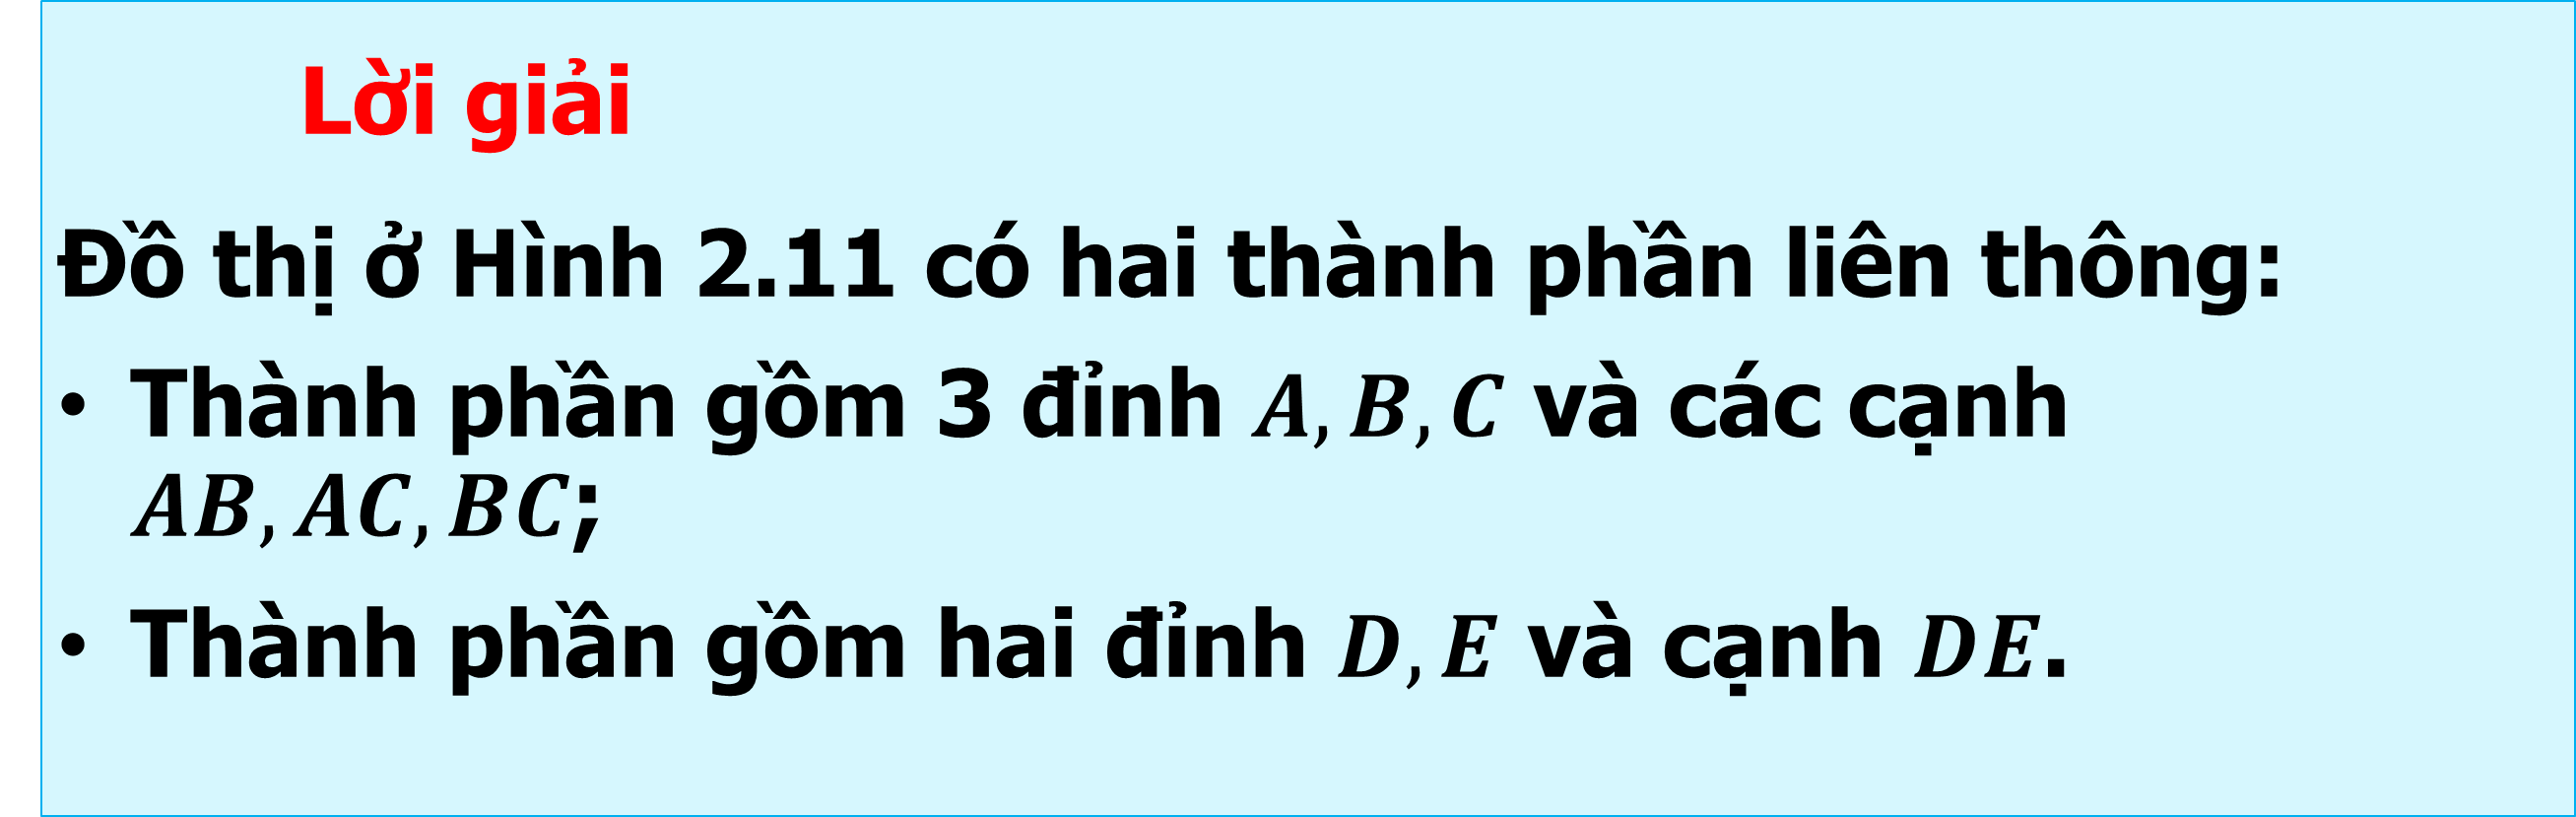 Lời giải
Đồ thị ở Hình 2.11 có hai thành phần liên thông:
• Thành phần gồm 3 đỉnh A, B, C và các cạnh
AB, AC, BC;
• Thành phần gồm hai đỉnh D, E và cạnh DE.